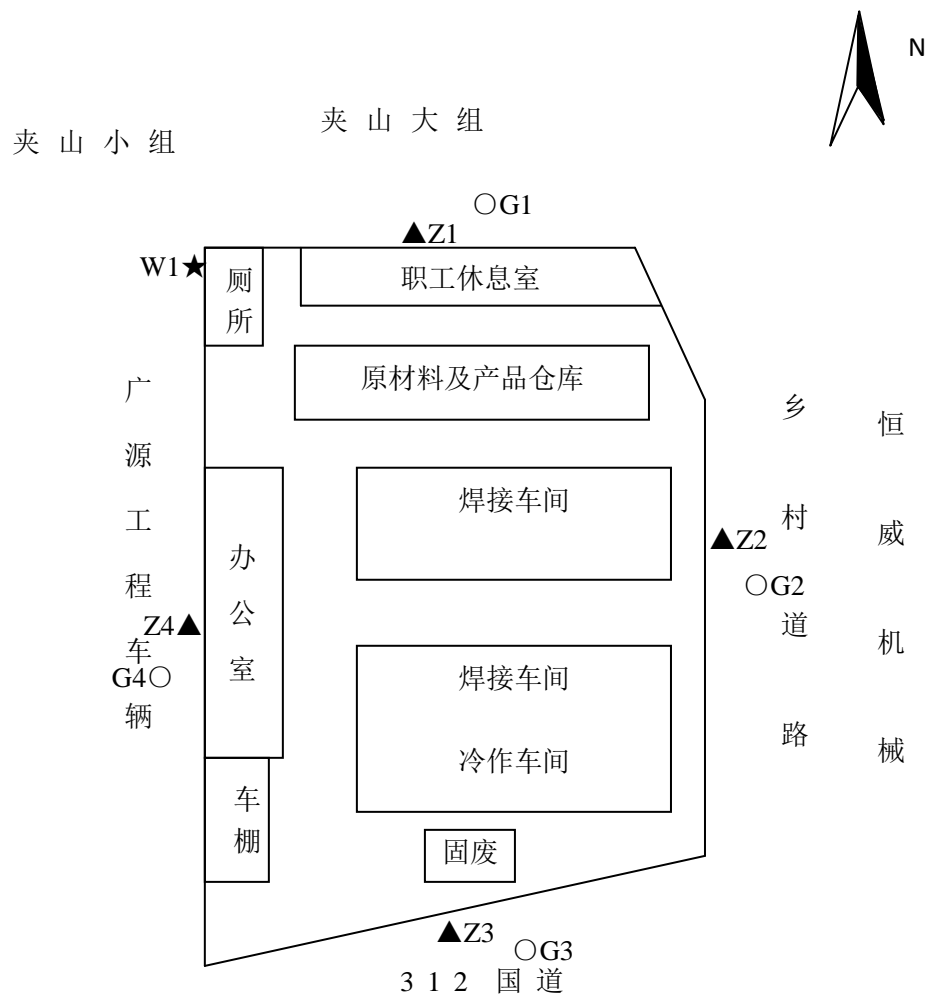 N
夹山大组
夹山小组
○G1
▲Z1
W1★
厕所
职工休息室
原材料及产品仓库
广源工程车辆
乡村道路
恒威机械
焊接车间
▲Z2
○G2
办公室
Z4▲
G4○
焊接车间
冷作车间
车棚
固废
▲Z3
○G3
312 国道